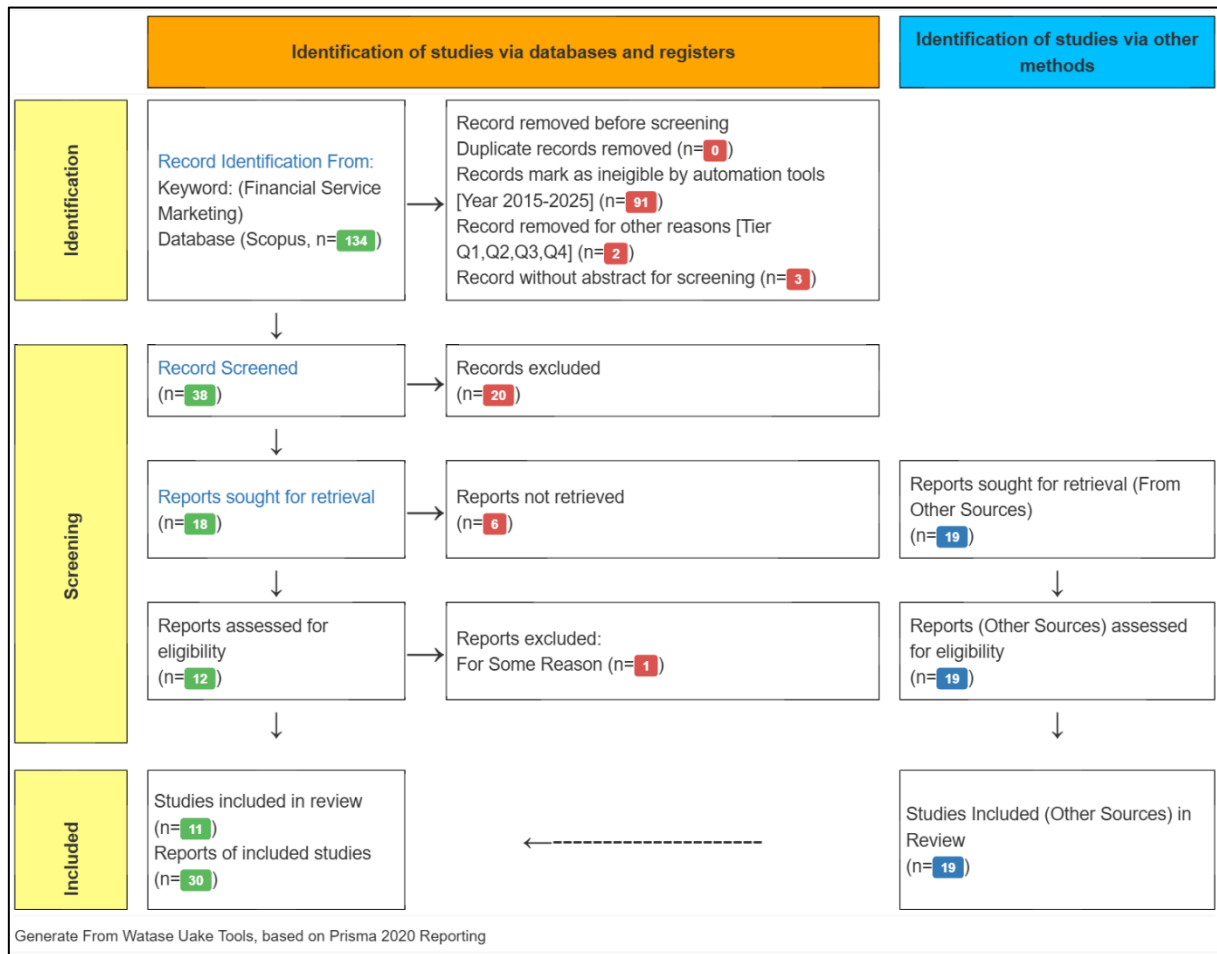 Identification of studies via databases and registers
Identification of studies via other
methods
Identification
Record Identification From:
Keyword: (Financial Service
Marketing)
Database (Scopus, n=134)
Record removed before screening
Duplicate records removed (n=0)
Records mark as ineigible by automation tools
[Year 2015-2025] (n=91)
Record removed for other reasons [Tier
Q1,Q2,Q3,Q4] (n=2)
Record without abstract for screening (n=3)
Screening
Record Screened
(n=38)
Records excluded
(n=20)
Reports sought for retrieval
(n=18)
Reports not retrieved
(n=6)
Reports sought for retrieval (From
Other Sources)
(n=19)
Reports assessed for
eligibility
(n=12)
Reports excluded:
For Some Reason (n=1)
Reports (Other Sources) assessed
for eligibility
(n=19)
Included
Studies included in review
(n=11)
Reports of included studies
(n=30)
Studies Included (Other Sources) in
Review
(n=19)
Generate From Watase Uake Tools, based on Prisma 2020 Reporting